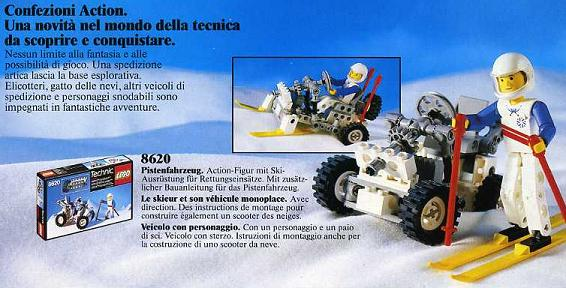 Confezioni Action.
Una novità nel mondo della tecnica
da scoprire e conquistare.
Nessun limite alla fantasia e alle
possibilità di gioco. Una spedizione
artica lascia la base esplorativa.
Elicotteri, gatto delle nevi, altri veicoli di
spedizione e personaggi snodabili sono
impegnati in fantastiche avventure.
8620
Pistenfahrzeug. Action-Figur mit Ski-
Ausrüstung für Rettungseinsätze. Mit zusätz-
licher Bauanleitung für das Pistenfahrzeug.
Le skieur et son véhicule monoplace. Avec
direction. Des instructions de montage pour
construire également un scooter des neiges.
Veicolo con personaggio. Con un personaggio e un paio
di sci. Veicolo con sterzo. Istruzioni di montaggio anche per
la costruzione di uno scooter da neve.
8620
Technic
LEGO